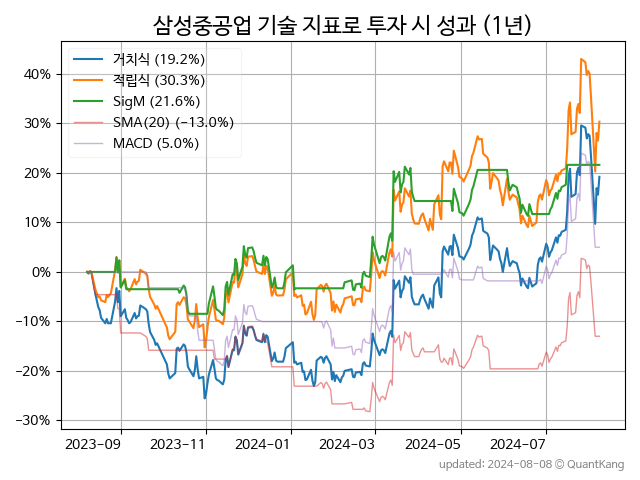 삼성중공업 기술 지표로 투자 시 성과 (1년)
거치식 (19.2%)
적립식 (30.3%)
SigM (21.6%)
SMA(20) (−13.0%)
MACD (5.0%)
40%
30%
20%
10%
0%
−10%
−20%
−30%
2023-09 2023-11 2024-01 2024-03 2024-05 2024-07
updated: 2024-08-08 © QuantKang